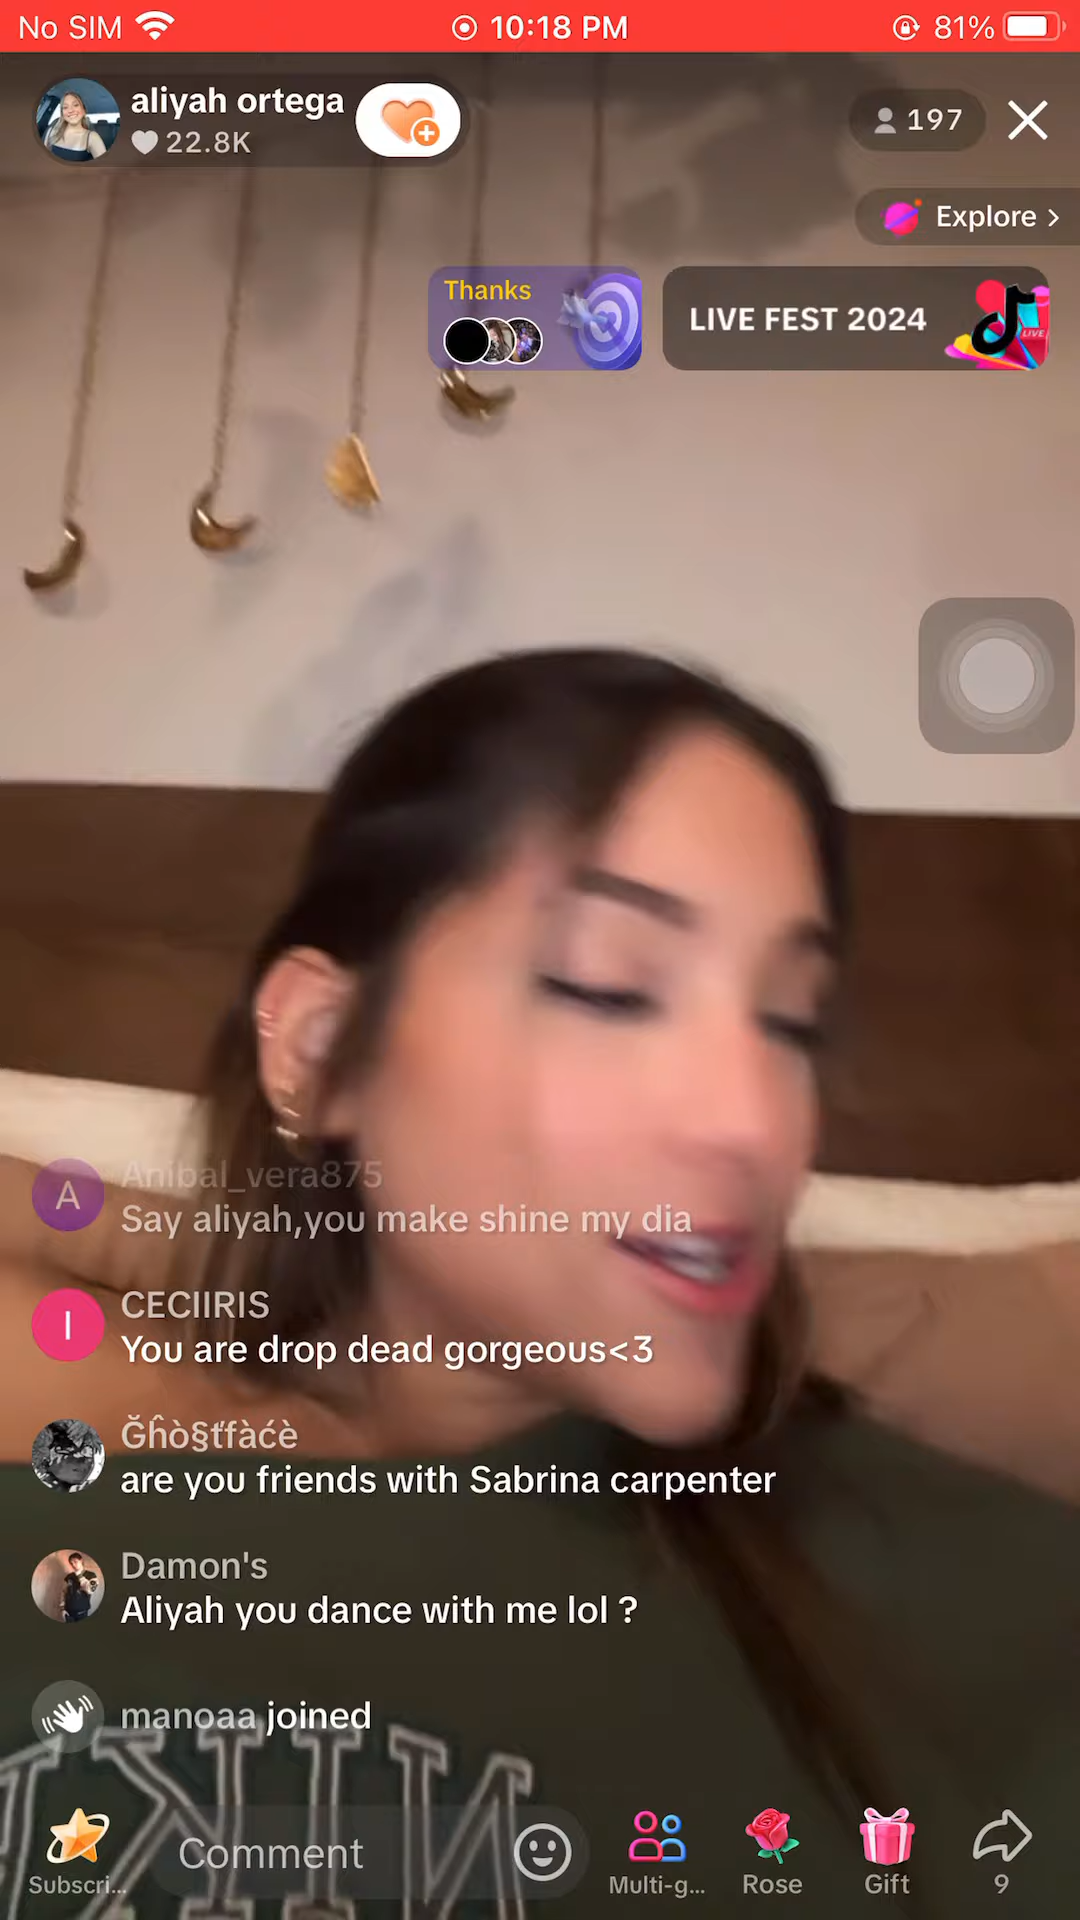 No SIM 10:18 PM 81%
aliyah ortega
22.8K
197
Explore >
Thanks
LIVE FEST 2024
LIVE
Anibal_vera875
A
Say aliyah,you make shine my dia
CECIIRIS
I
You are drop dead gorgeous<3
Ğĥò§ťfàćè
are you friends with Sabrina carpenter
Damon's
Aliyah you dance with me lol ?
manoaa joined
Comment
Subscri... Multi-g... Rose Gift 9